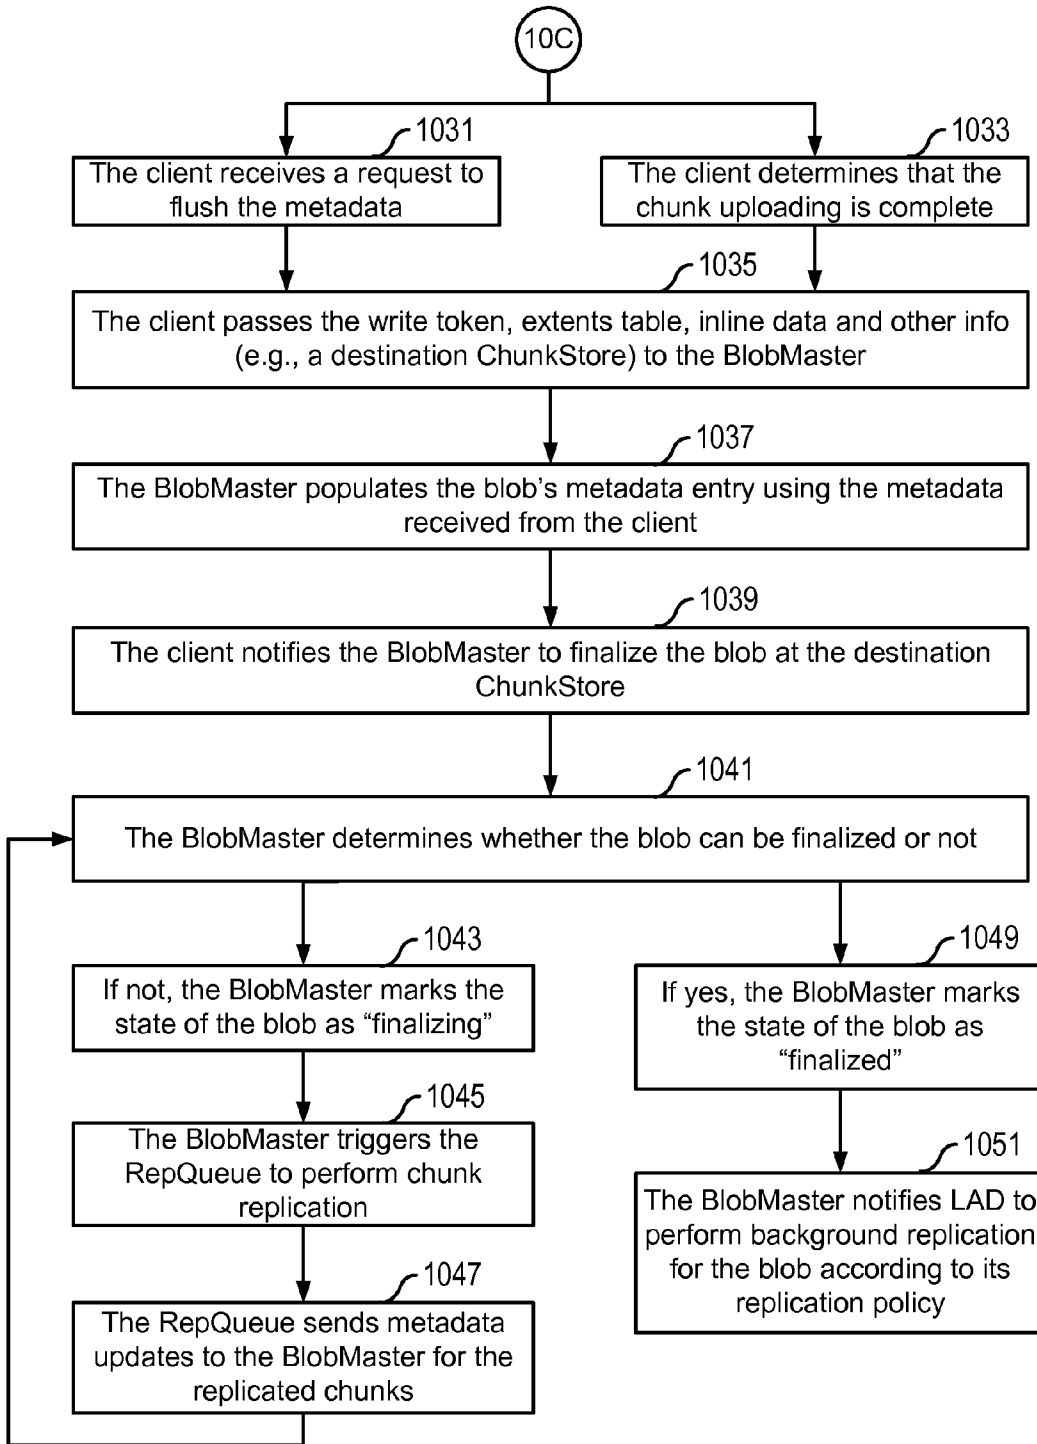 10C
1031
The client receives a request to
flush the metadata
1033
The client determines that the
chunk uploading is complete
1035
The client passes the write token, extents table, inline data and other info
(e.g., a destination ChunkStore) to the BlobMaster
1037
The BlobMaster populates the blob’s metadata entry using the metadata
received from the client
1039
The client notifies the BlobMaster to finalize the blob at the destination
ChunkStore
1041
The BlobMaster determines whether the blob can be finalized or not
1043
If not, the BlobMaster marks the
state of the blob as “finalizing”
1045
The BlobMaster triggers the
RepQueue to perform chunk
replication
1047
The RepQueue sends metadata
updates to the BlobMaster for the
replicated chunks
1049
If yes, the BlobMaster marks
the state of the blob as
“finalized”
1051
The BlobMaster notifies LAD to
perform background replication
for the blob according to its
replication policy